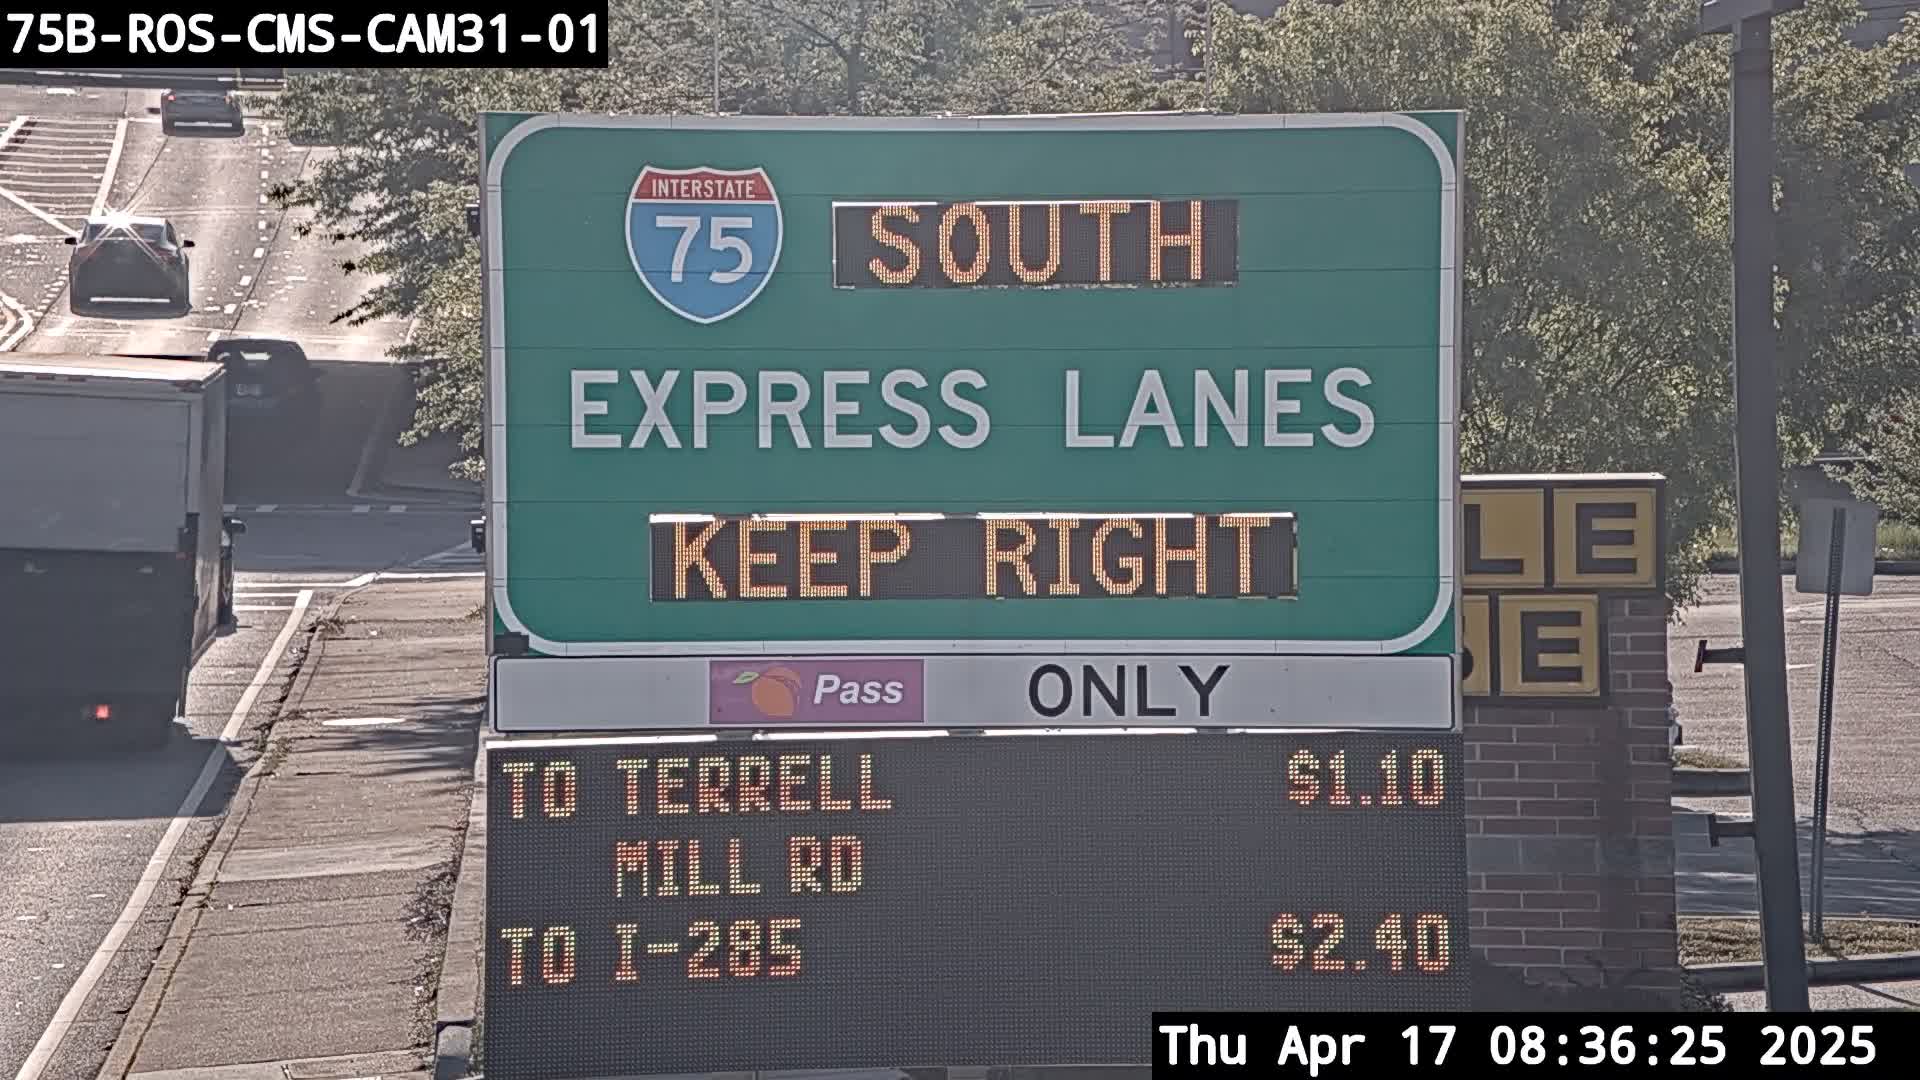 75B-ROS-CMS-CAM31-01
INTERSTATE
75
SOUTH
EXPRESS LANES
KEEP RIGHT
LE
E
Pass ONLY
TO TERRELL $1.10
MILL RD
TO I-285 $2.40
Thu Apr 17 08:36:25 2025